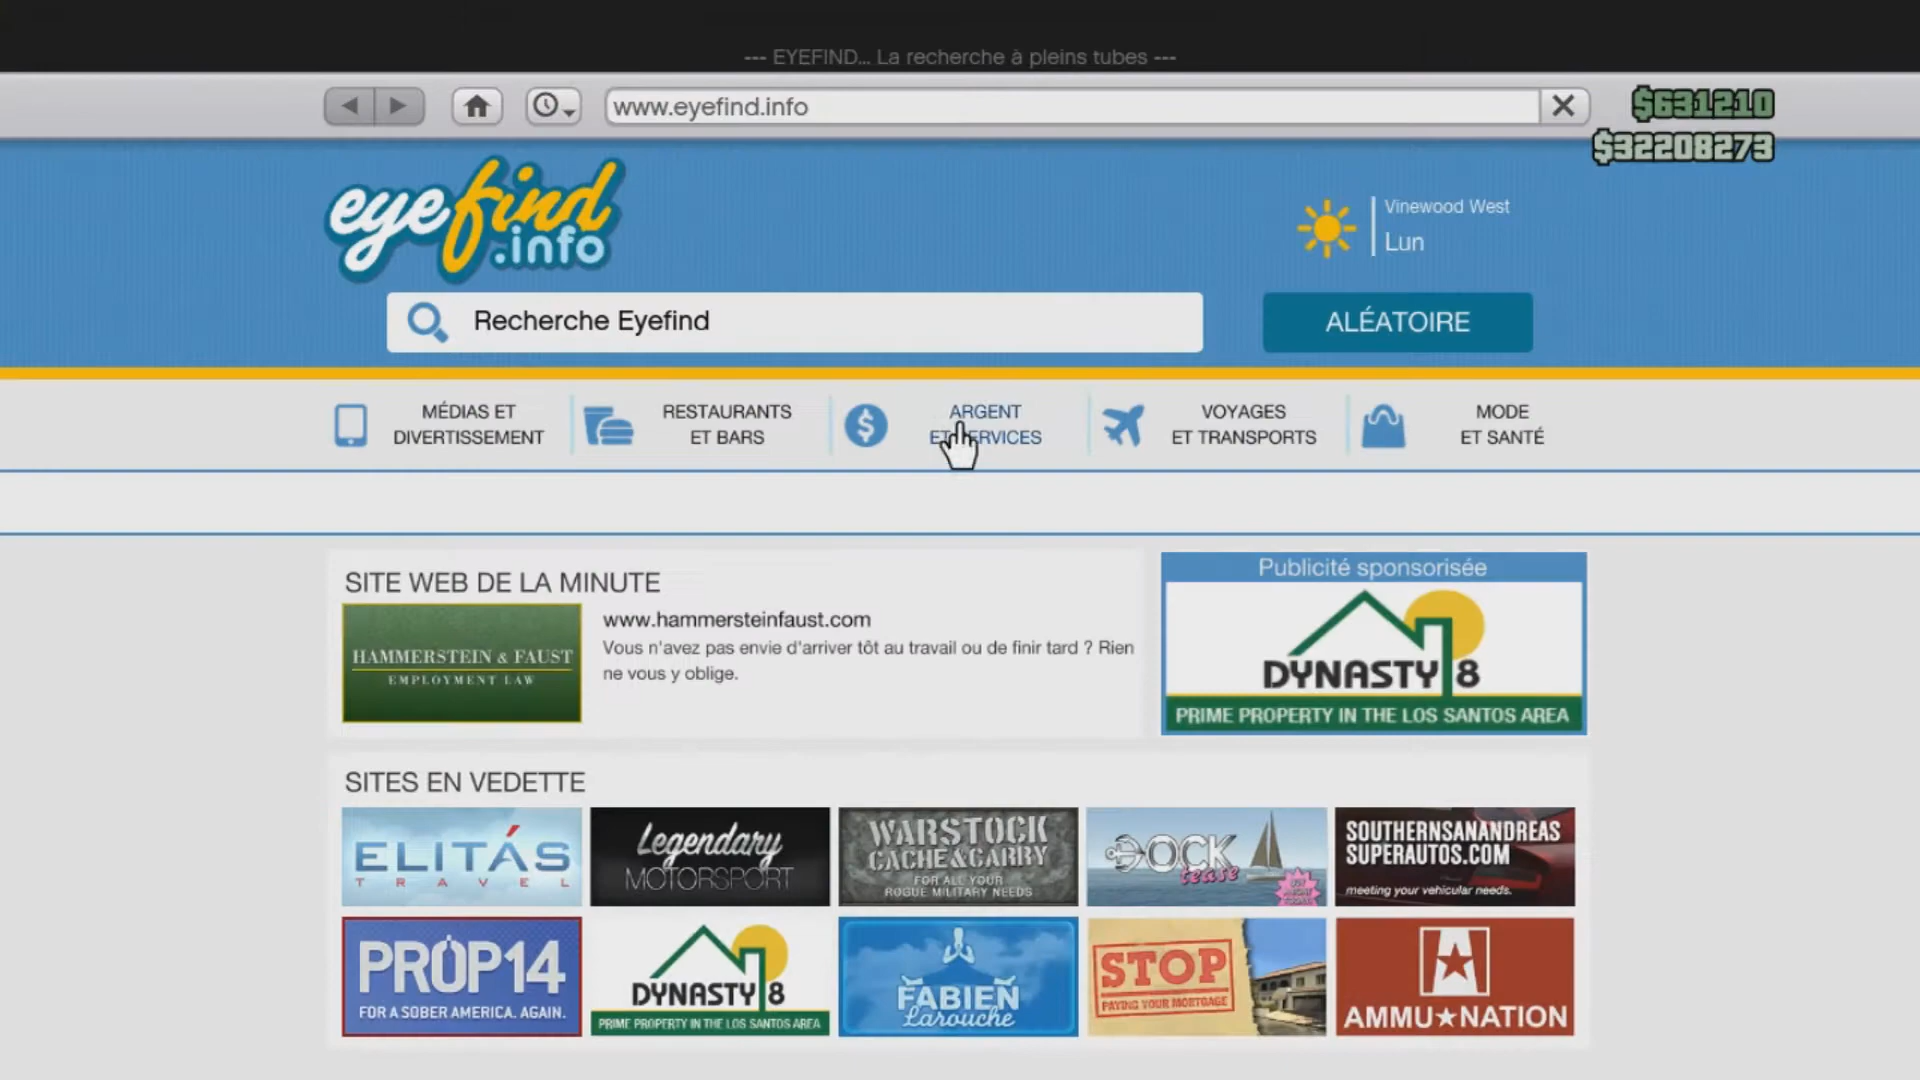 --- EYEFIND... La recherche à pleins tubes ---
www.eyefind.info
$631210
$32208273
eyefind
.info
Vinewood West
Lun
Recherche Eyefind
ALÉATOIRE
MÉDIAS ET
DIVERTISSEMENT
RESTAURANTS
ET BARS
ARGENT
ET SERVICES
VOYAGES
ET TRANSPORTS
MODE
ET SANTÉ
SITE WEB DE LA MINUTE
HAMMERSTEIN & FAUST
EMPLOYMENT LAW
www.hammersteinfaust.com
Vous n'avez pas envie d'arriver tôt au travail ou de finir tard ? Rien
ne vous y oblige.
Publicité sponsorisée
DYNASTY 8
PRIME PROPERTY IN THE LOS SANTOS AREA
SITES EN VEDETTE
ELITÁS
TRAVEL
Legendary
MOTORSPORT
WARSTOCK
CACHE&CARRY
FOR ALL YOUR
ROGUE MILITARY NEEDS
DOCK
tease
SOUTHERNSANANDREAS
SUPERAUTOS.COM
meeting your vehicular needs.
PROP14
FOR A SOBER AMERICA. AGAIN.
DYNASTY 8
PRIME PROPERTY IN THE LOS SANTOS AREA
FABIEN
Larouche
STOP
PAYING YOUR MORTGAGE
AMMU★NATION